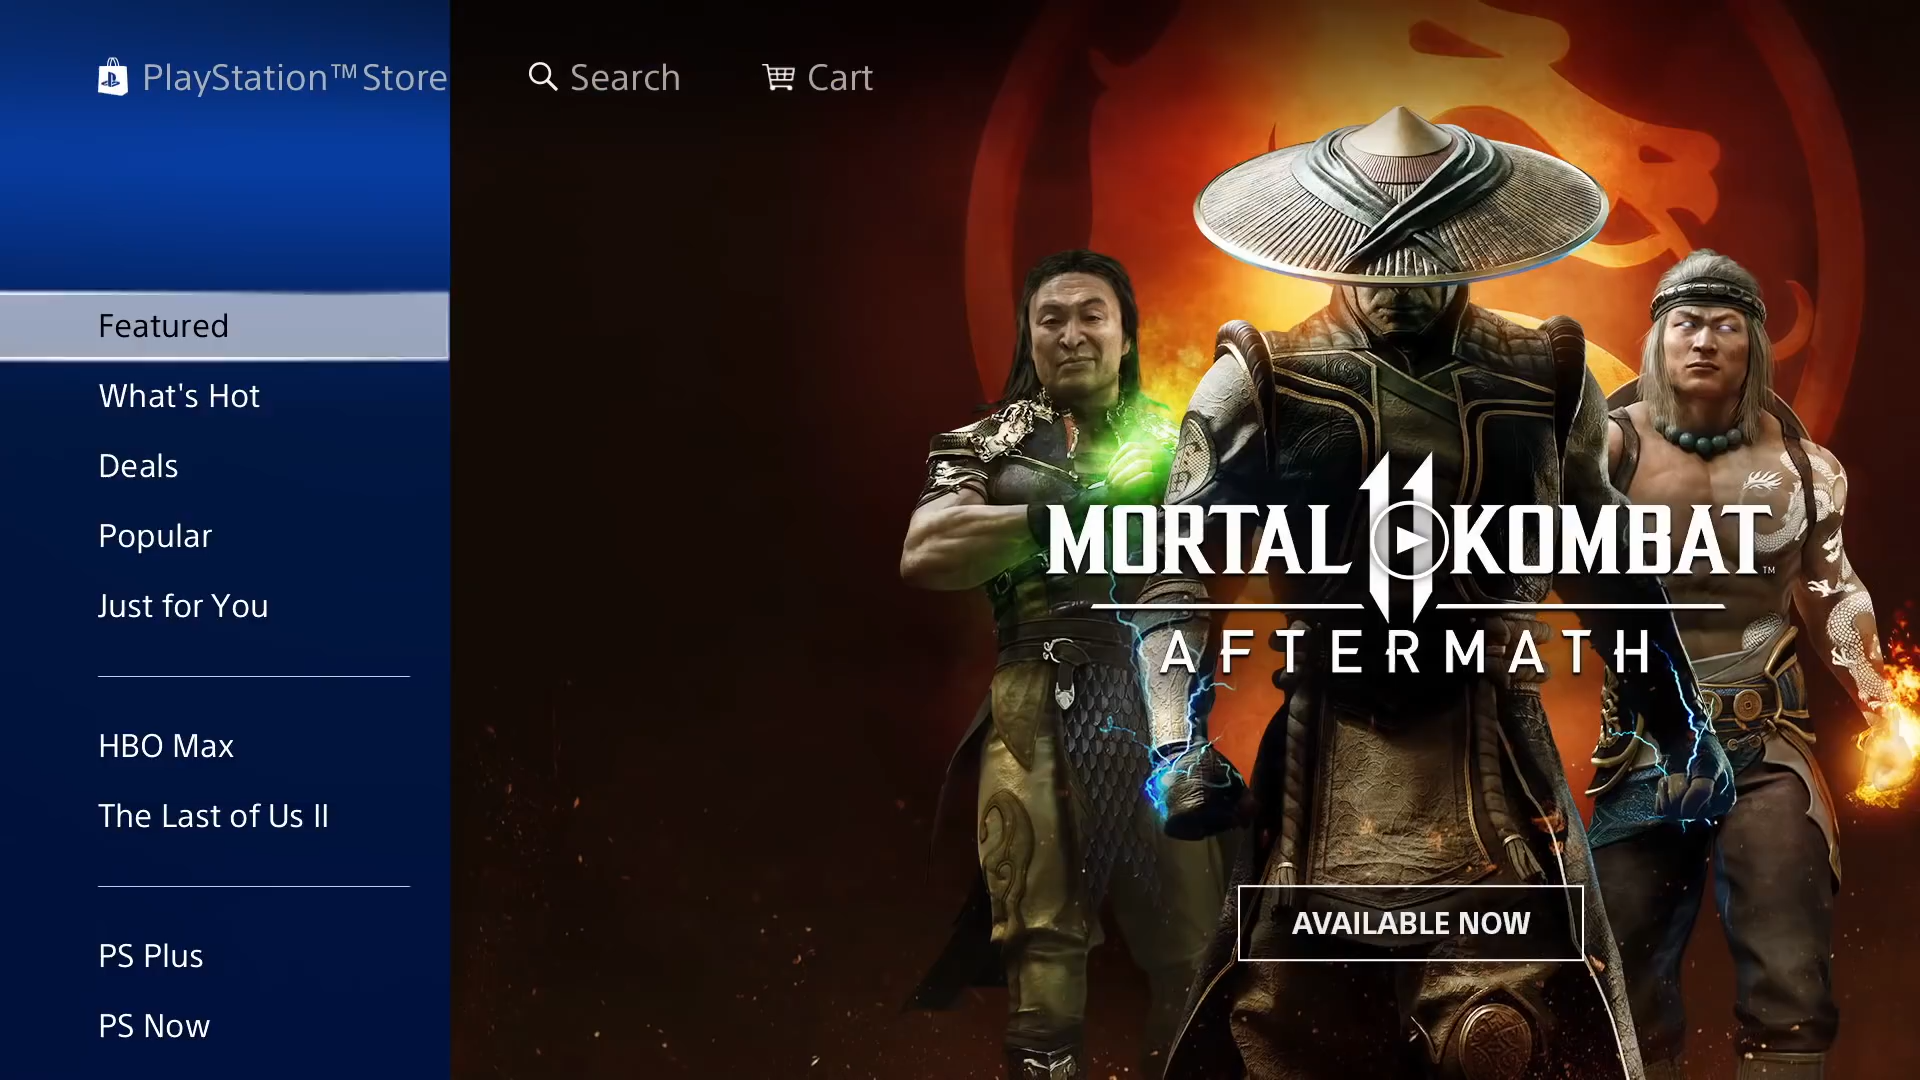 PlayStation™Store
Search
Cart
Featured
What's Hot
Deals
Popular
Just for You
HBO Max
The Last of Us II
PS Plus
PS Now
MORTAL KOMBAT 11™
AFTERMATH
AVAILABLE NOW